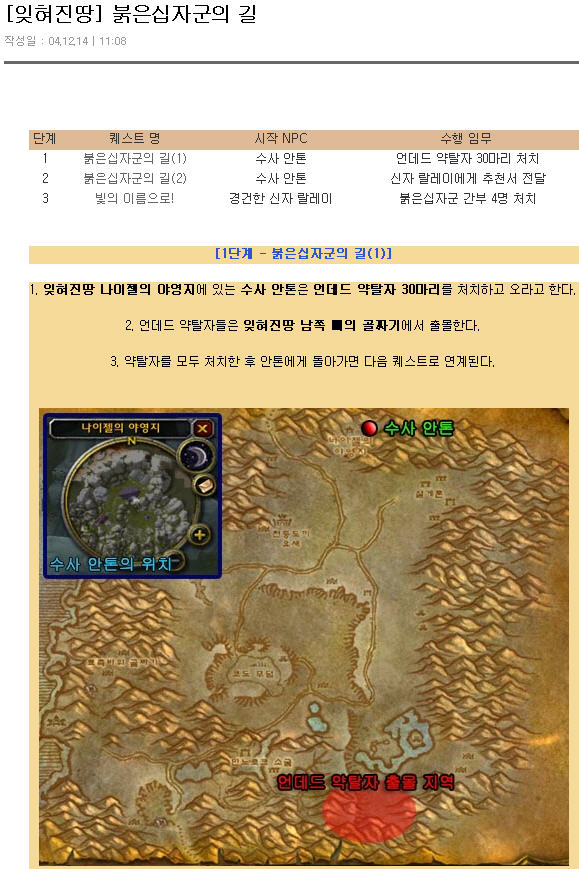 [잊혀진땅] 붉은십자군의 길
작성일 : 04.12.14 | 11:08
단계 퀘스트 명 시작 NPC 수행 임무
1 붉은십자군의 길(1) 수사 안톤 언데드 약탈자 30마리 처치
2 붉은십자군의 길(2) 수사 안톤 신자 랄레이에게 추천서 전달
3 빛의 이름으로! 경건한 신자 랄레이 붉은십자군 간부 4명 처치
[1단계 - 붉은십자군의 길(1)]
1. 잊혀진땅 나이젤의 야영지에 있는 수사 안톤은 언데드 약탈자 30마리를 처치하고 오라고 한다.
2. 언데드 약탈자들은 잊혀진땅 남쪽 뼈의 골짜기에서 출몰한다.
3. 약탈자를 모두 처치한 후 안톤에게 돌아가면 다음 퀘스트로 연계된다.
나이젤의 야영지
N
수사 안톤의 위치
수사 안톤
나이젤의
야영지
코도 무덤
언데드 약탈자 출몰 지역